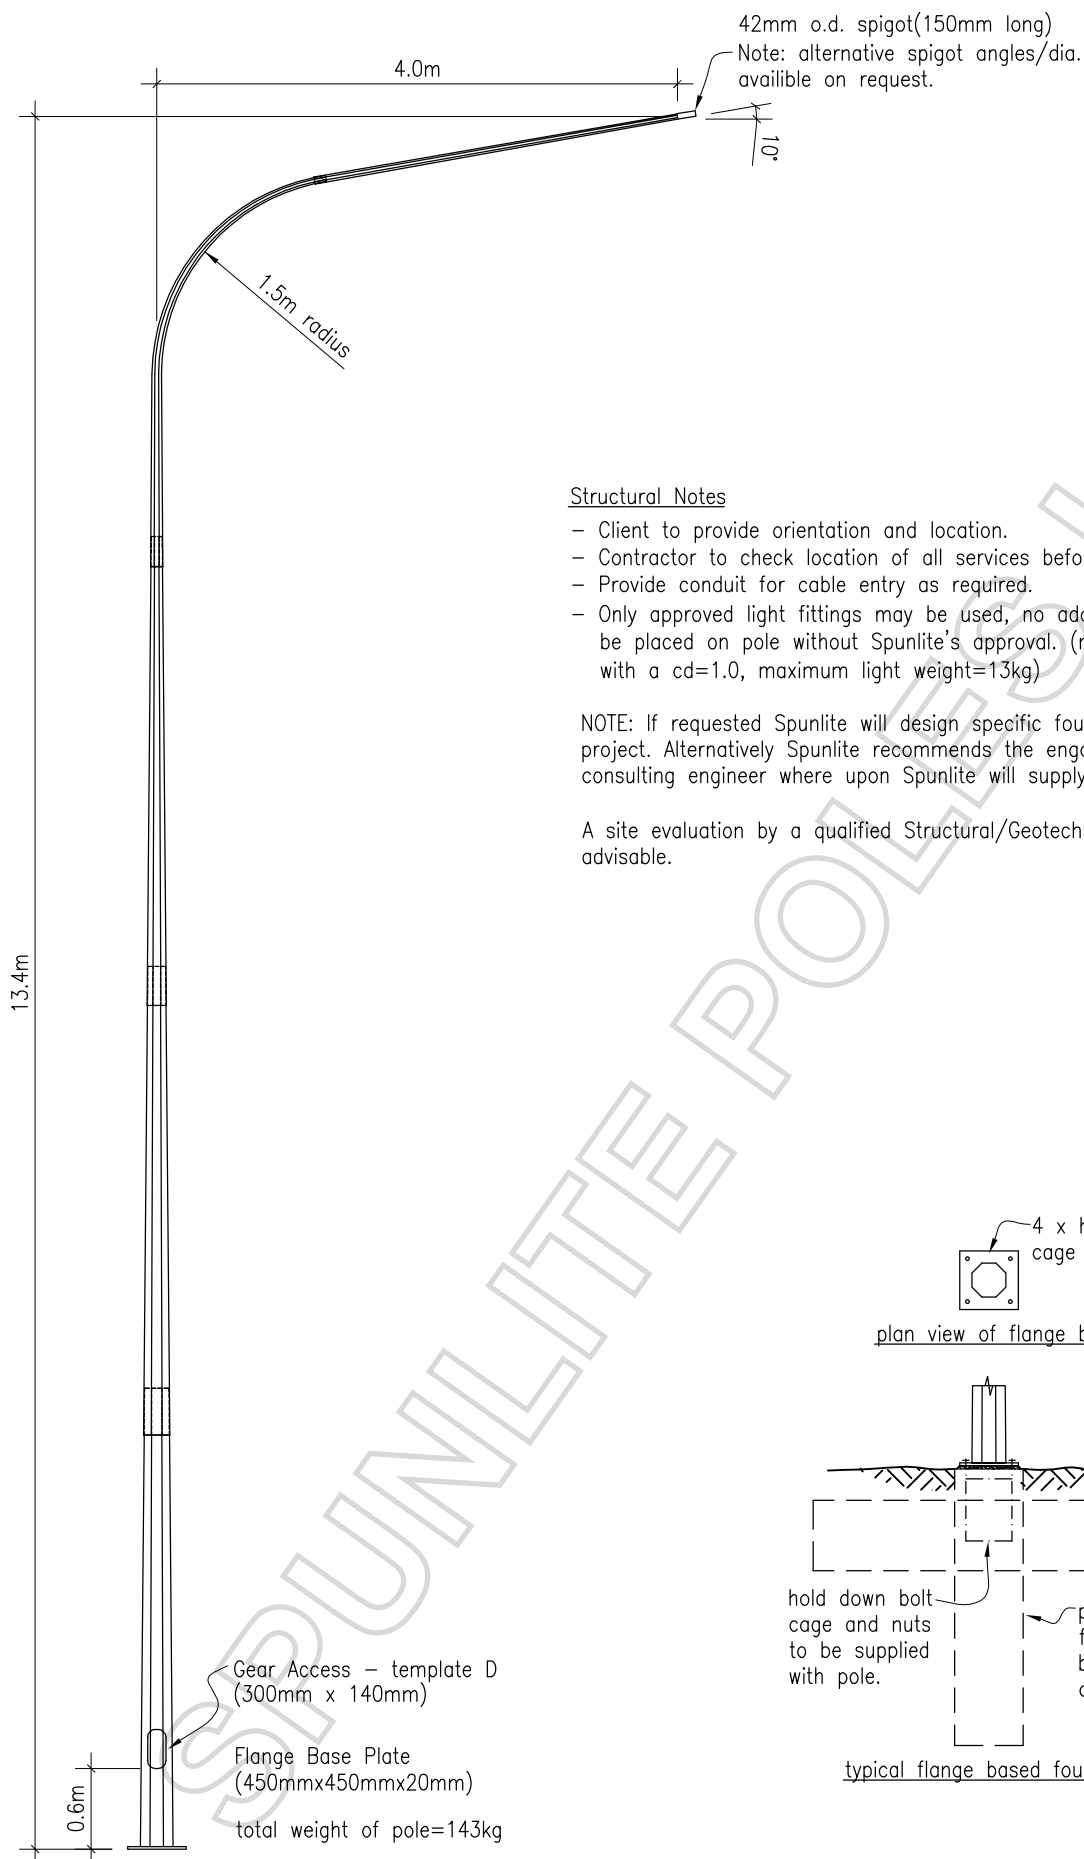 42mm o.d. spigot(150mm long)
Note: alternative spigot angles/dia.
availible on request.
4.0m
10°
1.5m radius
Structural Notes
– Client to provide orientation and location.
– Contractor to check location of all services befo
– Provide conduit for cable entry as required.
– Only approved light fittings may be used, no add
be placed on pole without Spunlite's approval. (
with a cd=1.0, maximum light weight=13kg)
NOTE: If requested Spunlite will design specific fou
project. Alternatively Spunlite recommends the enga
consulting engineer where upon Spunlite will supply
A site evaluation by a qualified Structural/Geotech
advisable.
13.4m
4 x h
cage
plan view of flange b
hold down bolt
cage and nuts
to be supplied
with pole.
typical flange based fou
Gear Access – template D
(300mm x 140mm)
Flange Base Plate
(450mmx450mmx20mm)
total weight of pole=143kg
0.6m
SPUNLITE POLES